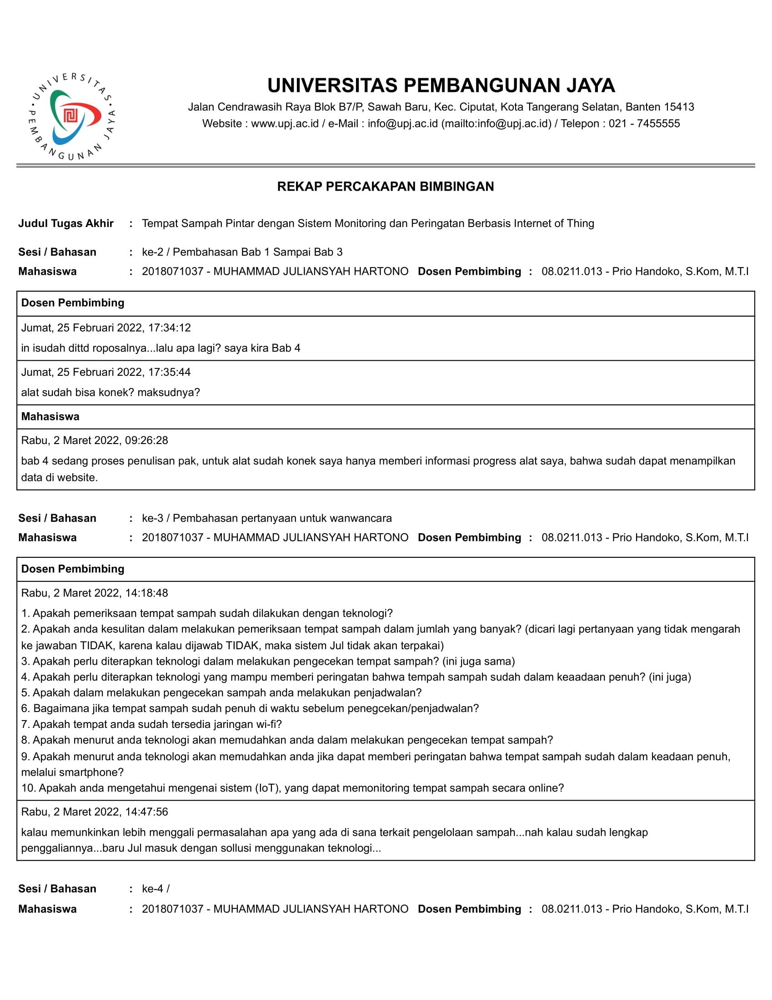 UNIVERSITAS PEMBANGUNAN JAYA
UNIVERSITAS PEMBANGUNAN JAYA
Jalan Cendrawasih Raya Blok B7/P, Sawah Baru, Kec. Ciputat, Kota Tangerang Selatan, Banten 15413
Website : www.upj.ac.id / e-Mail : info@upj.ac.id (mailto:info@upj.ac.id) / Telepon : 021 - 7455555
REKAP PERCAKAPAN BIMBINGAN
Judul Tugas Akhir : Tempat Sampah Pintar dengan Sistem Monitoring dan Peringatan Berbasis Internet of Thing
Sesi / Bahasan : ke-2 / Pembahasan Bab 1 Sampai Bab 3
Mahasiswa : 2018071037 - MUHAMMAD JULIANSYAH HARTONO Dosen Pembimbing : 08.0211.013 - Prio Handoko, S.Kom, M.T.I
Dosen Pembimbing
Jumat, 25 Februari 2022, 17:34:12
in isudah dittd roposalnya...lalu apa lagi? saya kira Bab 4
Jumat, 25 Februari 2022, 17:35:44
alat sudah bisa konek? maksudnya?
Mahasiswa
Rabu, 2 Maret 2022, 09:26:28
bab 4 sedang proses penulisan pak, untuk alat sudah konek saya hanya memberi informasi progress alat saya, bahwa sudah dapat menampilkan
data di website.
Sesi / Bahasan : ke-3 / Pembahasan pertanyaan untuk wanwancara
Mahasiswa : 2018071037 - MUHAMMAD JULIANSYAH HARTONO Dosen Pembimbing : 08.0211.013 - Prio Handoko, S.Kom, M.T.I
Dosen Pembimbing
Rabu, 2 Maret 2022, 14:18:48
1. Apakah pemeriksaan tempat sampah sudah dilakukan dengan teknologi?
2. Apakah anda kesulitan dalam melakukan pemeriksaan tempat sampah dalam jumlah yang banyak? (dicari lagi pertanyaan yang tidak mengarah
ke jawaban TIDAK, karena kalau dijawab TIDAK, maka sistem Jul tidak akan terpakai)
3. Apakah perlu diterapkan teknologi dalam melakukan pengecekan tempat sampah? (ini juga sama)
4. Apakah perlu diterapkan teknologi yang mampu memberi peringatan bahwa tempah sampah sudah dalam keaadaan penuh? (ini juga)
5. Apakah dalam melakukan pengecekan sampah anda melakukan penjadwalan?
6. Bagaimana jika tempat sampah sudah penuh di waktu sebelum penegcekan/penjadwalan?
7. Apakah tempat anda sudah tersedia jaringan wi-fi?
8. Apakah menurut anda teknologi akan memudahkan anda dalam melakukan pengecekan tempat sampah?
9. Apakah menurut anda teknologi akan memudahkan anda jika dapat memberi peringatan bahwa tempat sampah sudah dalam keadaan penuh,
melalui smartphone?
10. Apakah anda mengetahui mengenai sistem (IoT), yang dapat memonitoring tempat sampah secara online?
Rabu, 2 Maret 2022, 14:47:56
kalau memunkinkan lebih menggali permasalahan apa yang ada di sana terkait pengelolaan sampah...nah kalau sudah lengkap
penggaliannya...baru Jul masuk dengan sollusi menggunakan teknologi...
Sesi / Bahasan : ke-4 /
Mahasiswa : 2018071037 - MUHAMMAD JULIANSYAH HARTONO Dosen Pembimbing : 08.0211.013 - Prio Handoko, S.Kom, M.T.I